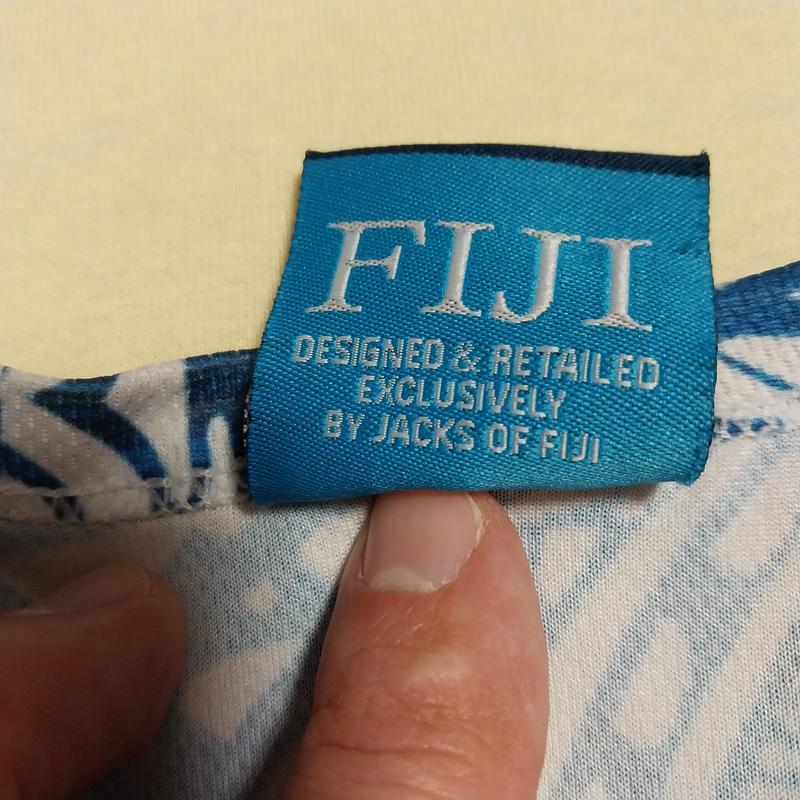 FIJI
DESIGNED & RETAILED
EXCLUSIVELY
BY JACKS OF FIJI